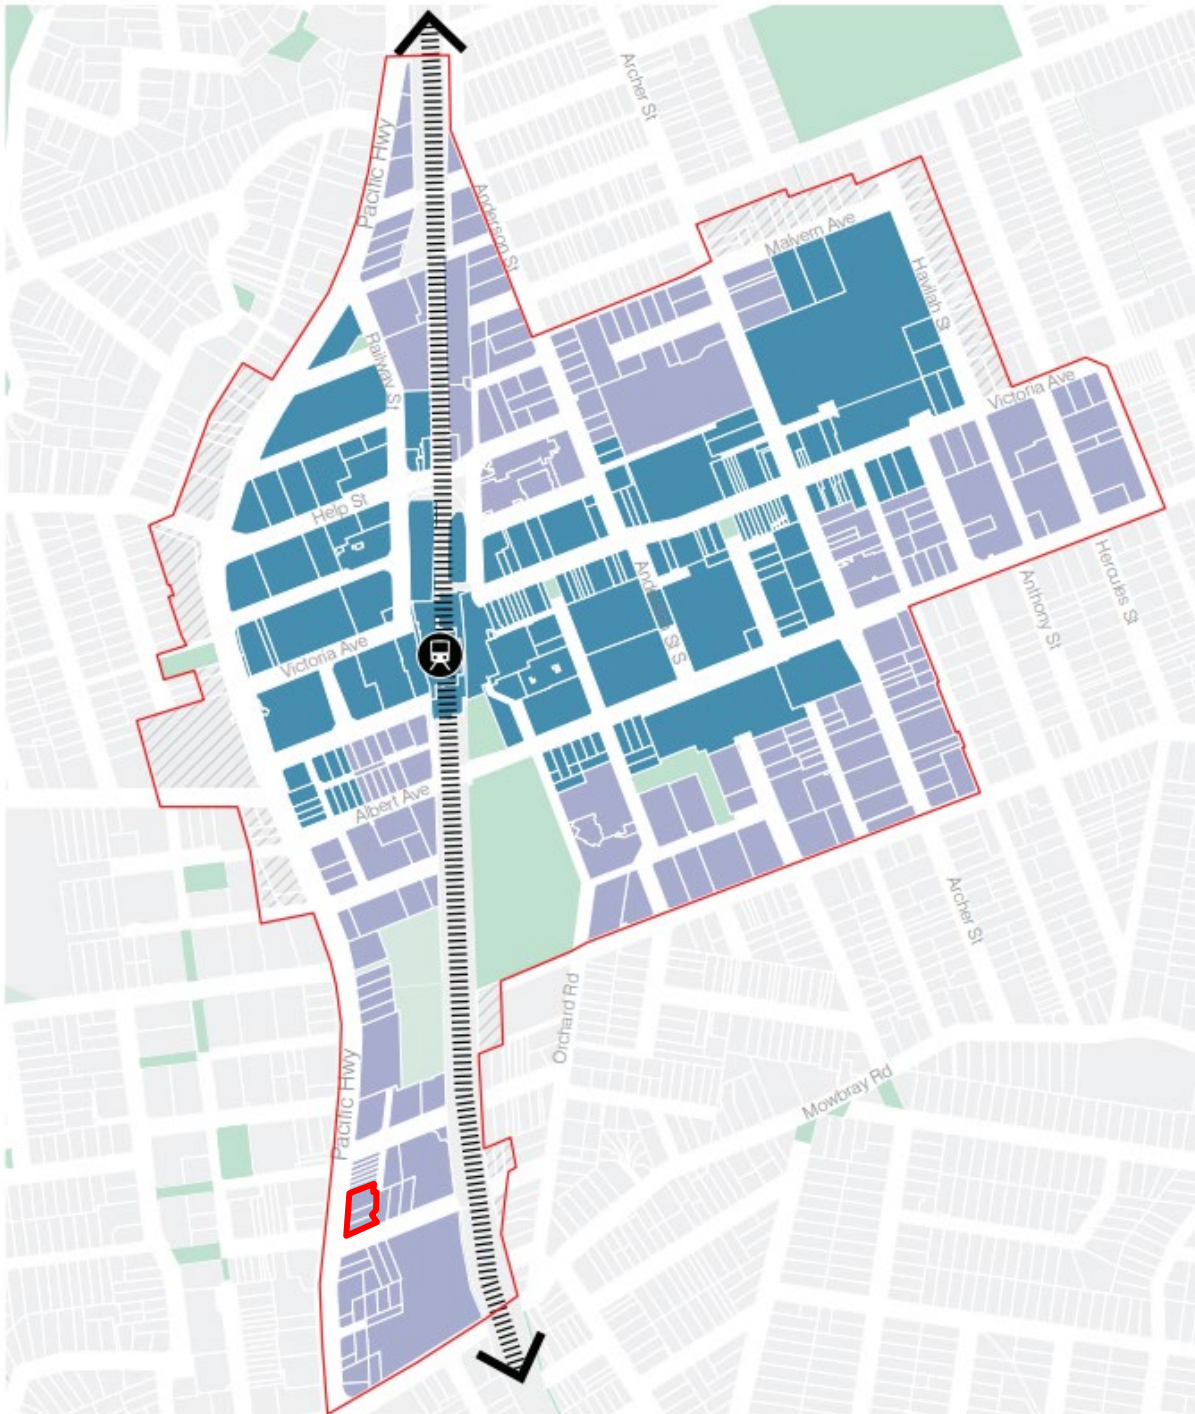 Archer St
Pacific Hwy
Anderson St
Malvern Ave
Havilah St
Railway St
Victoria Ave
Help St
Hercules St
Anthony St
Victoria Ave
Albert Ave
Archer St
Orchard Rd
Pacific Hwy
Mowbray Rd